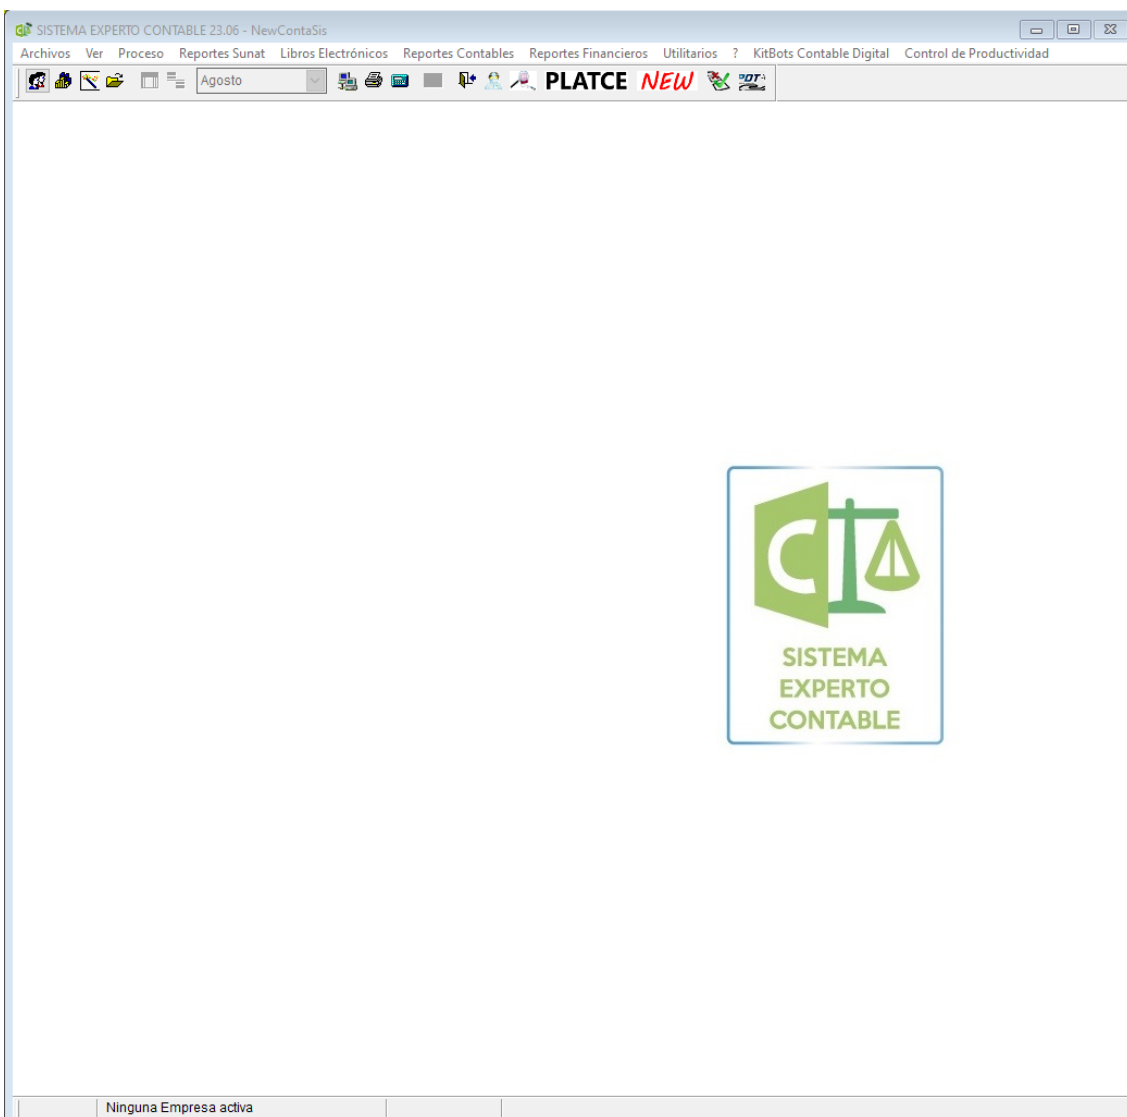 SISTEMA EXPERTO CONTABLE 23.06 - NewContaSis
Archivos Ver Proceso Reportes Sunat Libros Electrónicos Reportes Contables Reportes Financieros Utilitarios ? KitBots Contable Digital Control de Productividad
Agosto PLATCE NEW PDT
C
SISTEMA
EXPERTO
CONTABLE
Ninguna Empresa activa